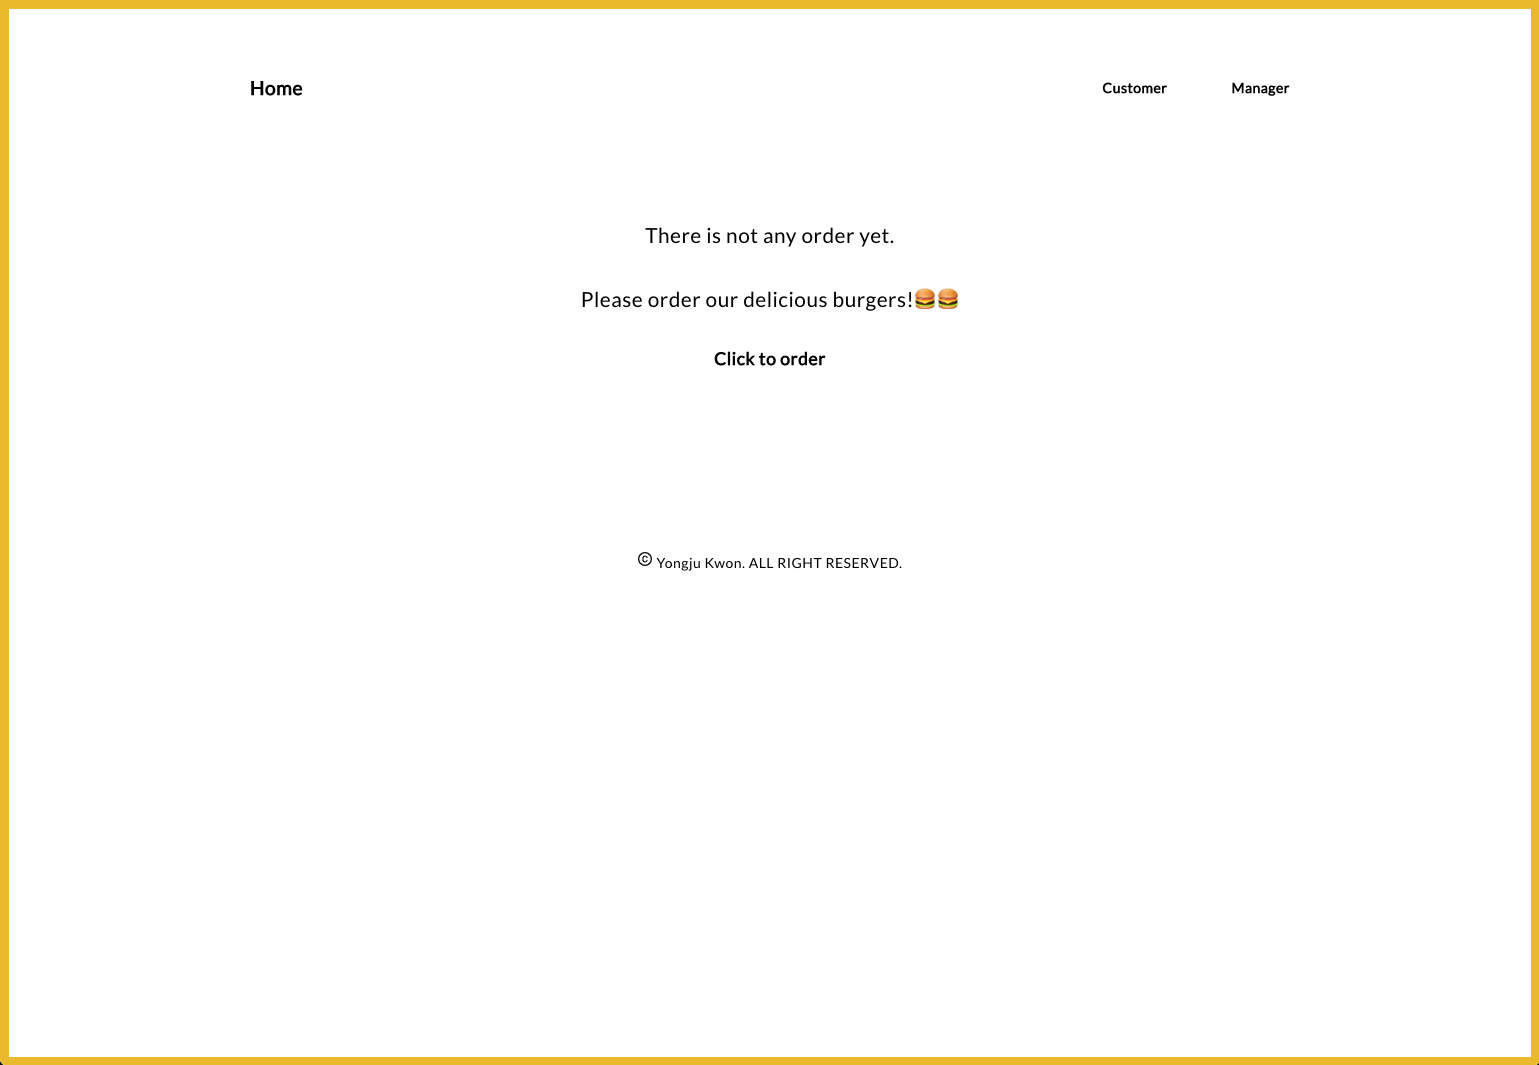 Home
Customer
Manager
There is not any order yet.
Please order our delicious burgers!🍔🍔
Click to order
© Yongju Kwon. ALL RIGHT RESERVED.